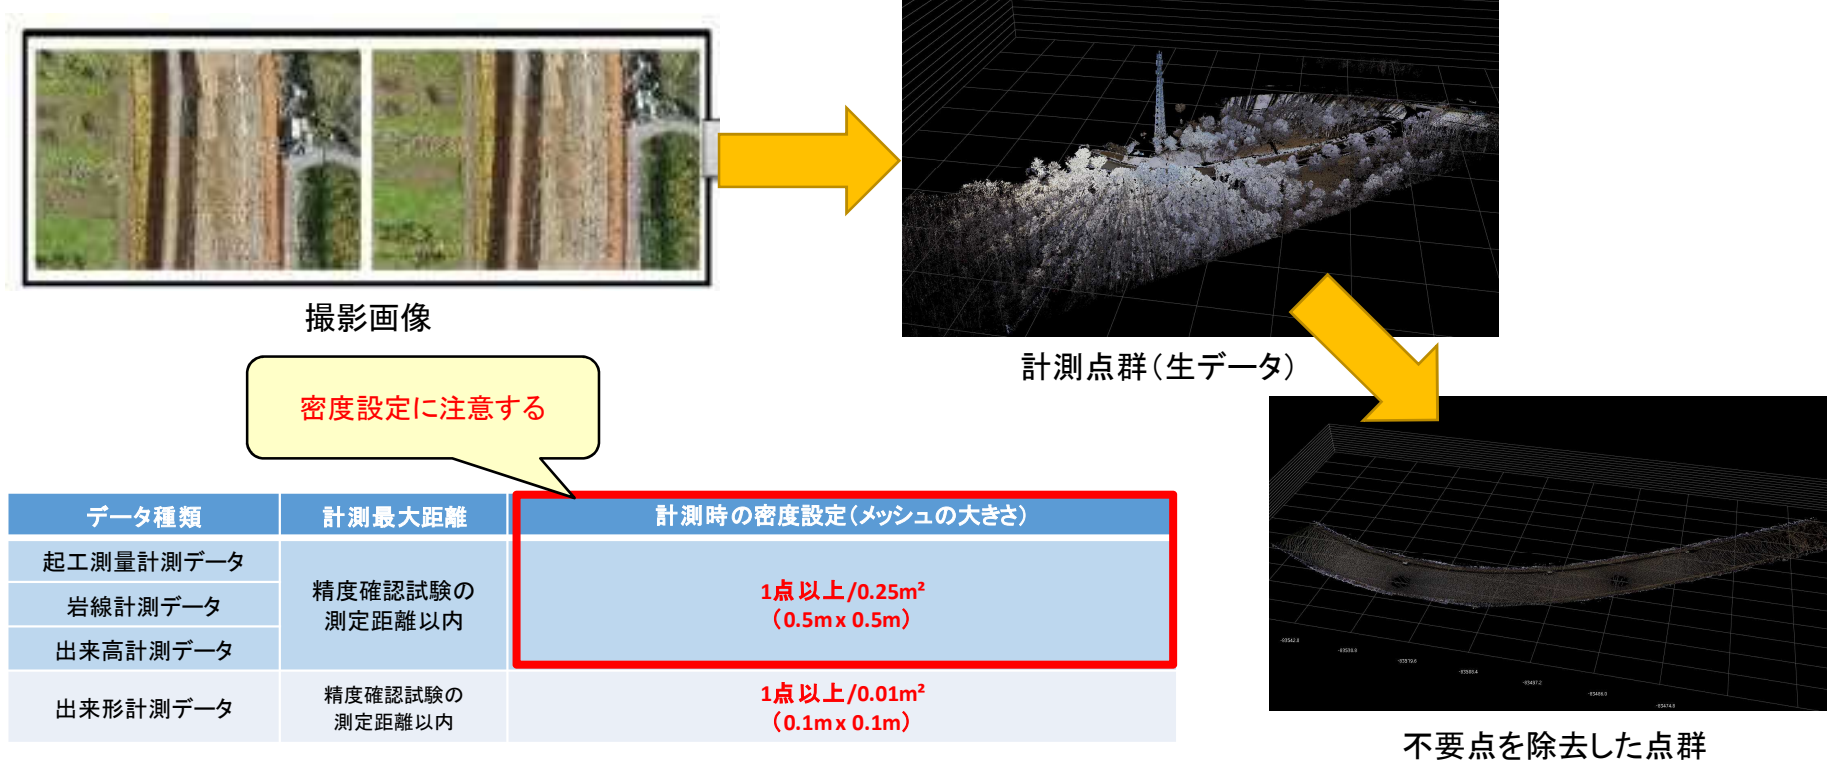 撮影画像
計測点群(生データ)
密度設定に注意する
データ種類
計測最大距離
計測時の密度設定(メッシュの大きさ)
起工測量計測データ
岩線計測データ
出来高計測データ
精度確認試験の
測定距離以内
1点以上/0.25m²
(0.5m x 0.5m)
出来形計測データ
精度確認試験の
測定距離以内
1点以上/0.01m²
(0.1m x 0.1m)
不要点を除去した点群